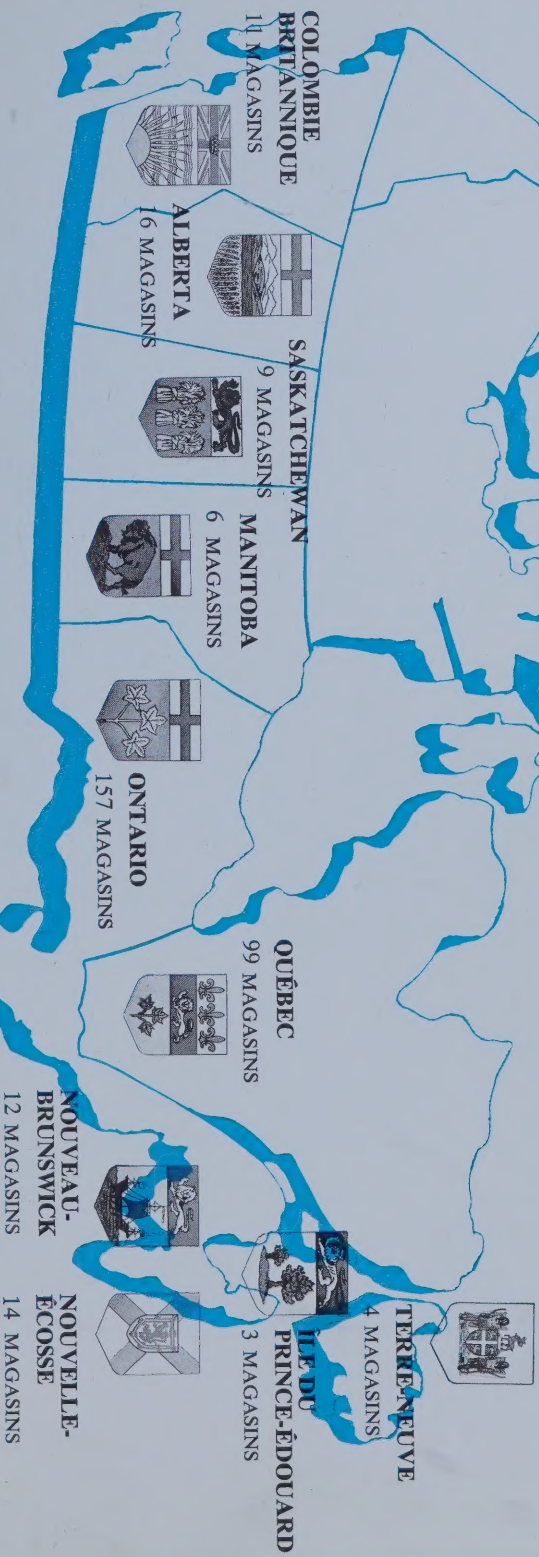 COLOMBIE
BRITANNIQUE
11 MAGASINS
ALBERTA
16 MAGASINS
SASKATCHEWAN
9 MAGASINS
MANITOBA
6 MAGASINS
ONTARIO
157 MAGASINS
QUÉBEC
99 MAGASINS
TERRE-NEUVE
4 MAGASINS
ÎLE DU
PRINCE-ÉDOUARD
3 MAGASINS
NOUVEAU-
BRUNSWICK
12 MAGASINS
NOUVELLE-
ÉCOSSE
14 MAGASINS